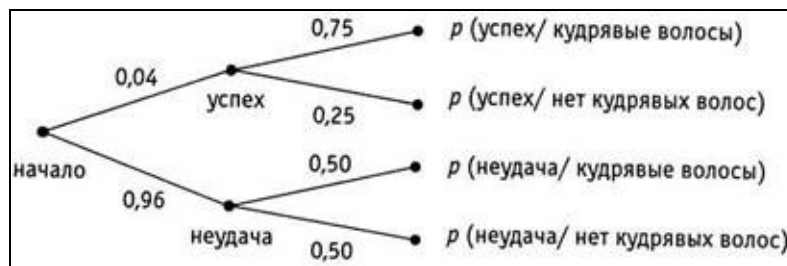 0,75
p (успех/ кудрявые волосы)
0,04
успех
0,25
p (успех/ нет кудрявых волос)
начало
0,50
p (неудача/ кудрявые волосы)
0,96
неудача
0,50
p (неудача/ нет кудрявых волос)